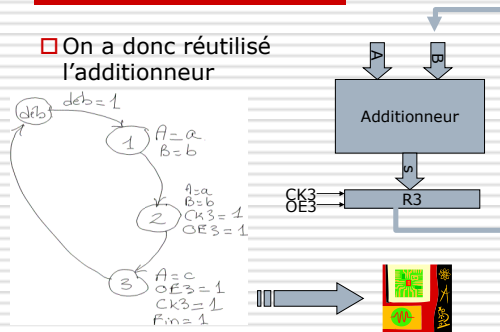 On a donc réutilisé
l'additionneur
déb
déb=1
1
A=a
B=b
2
A=a
B=b
CK3=1
OE3=1
3
A=c
OE3=1
CK3=1
Fin=1
A
B
Additionneur
s
CK3
OE3
R3